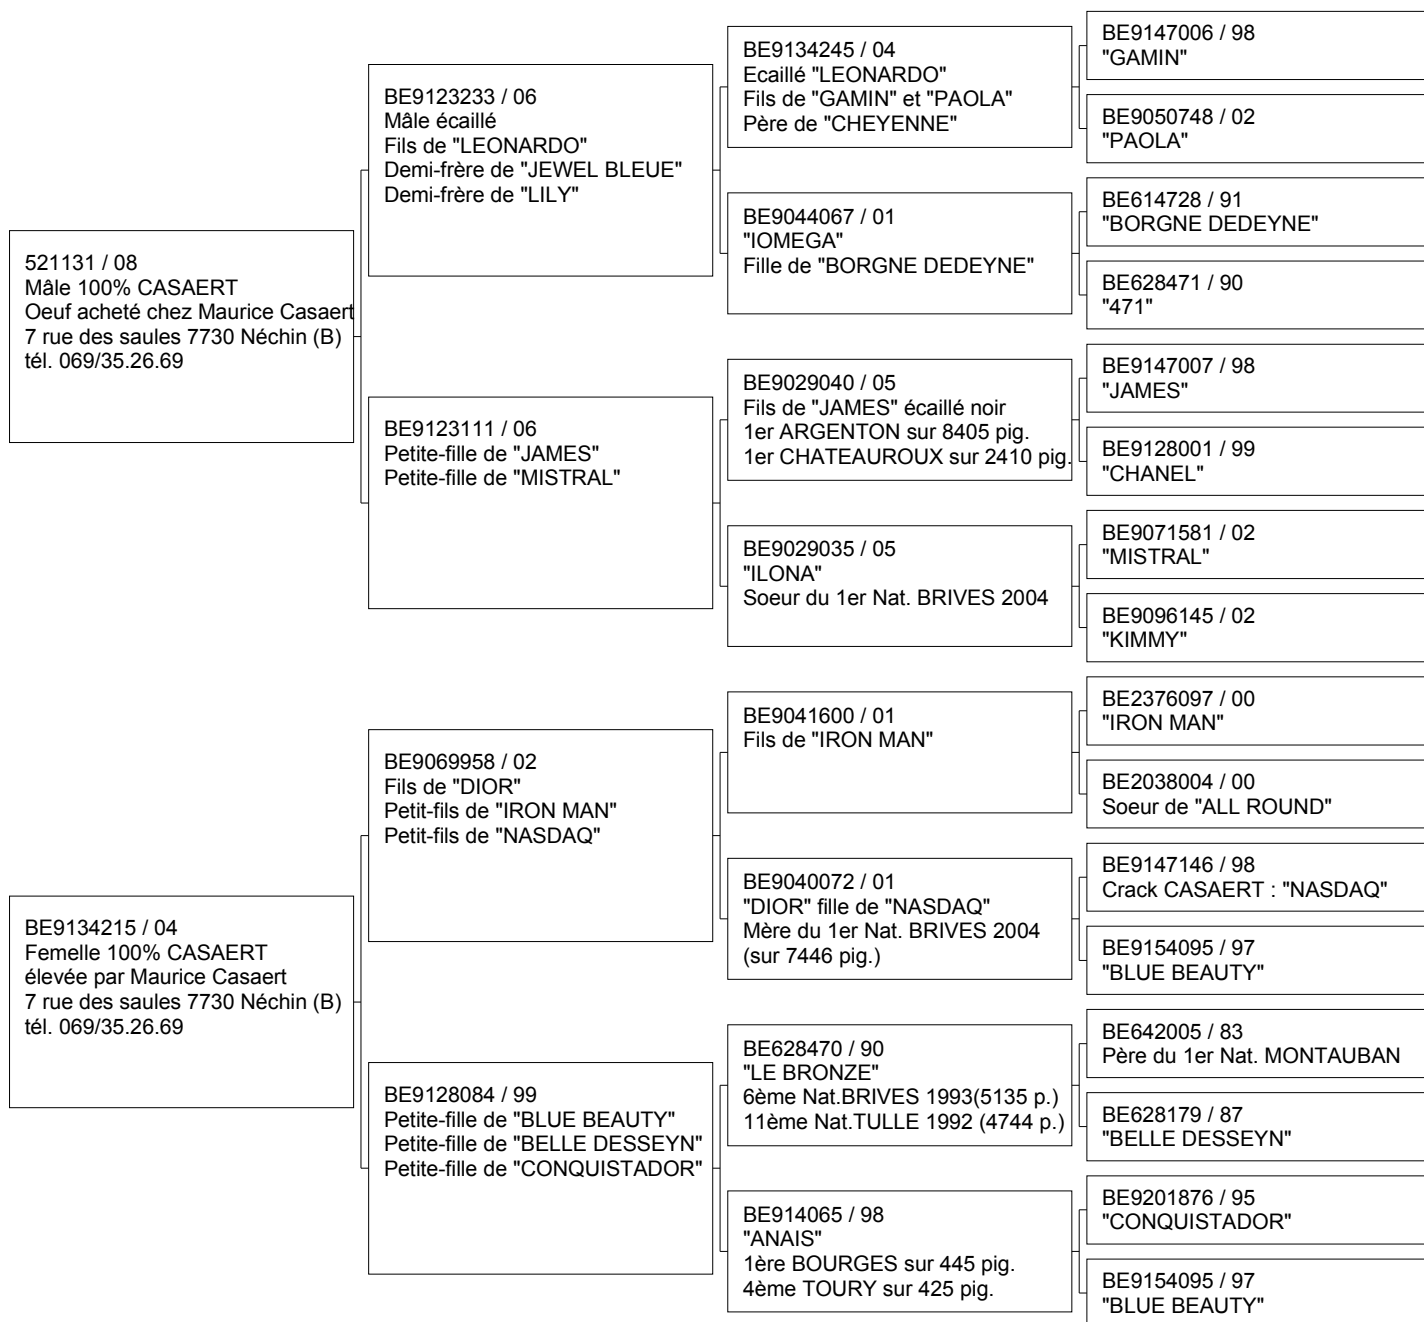 521131 / 08
Mâle 100% CASAERT
Oeuf acheté chez Maurice Casaert
7 rue des saules 7730 Néchin (B)
tél. 069/35.26.69
BE9134215 / 04
Femelle 100% CASAERT
élevée par Maurice Casaert
7 rue des saules 7730 Néchin (B)
tél. 069/35.26.69
BE9123233 / 06
Mâle écaillé
Fils de "LEONARDO"
Demi-frère de "JEWEL BLEUE"
Demi-frère de "LILY"
BE9123111 / 06
Petite-fille de "JAMES"
Petite-fille de "MISTRAL"
BE9069958 / 02
Fils de "DIOR"
Petit-fils de "IRON MAN"
Petit-fils de "NASDAQ"
BE9128084 / 99
Petite-fille de "BLUE BEAUTY"
Petite-fille de "BELLE DESSEYN"
Petite-fille de "CONQUISTADOR"
BE9134245 / 04
Ecaillé "LEONARDO"
Fils de "GAMIN" et "PAOLA"
Père de "CHEYENNE"
BE9044067 / 01
"IOMEGA"
Fille de "BORGNE DEDEYNE"
BE9029040 / 05
Fils de "JAMES" écaillé noir
1er ARGENTON sur 8405 pig.
1er CHATEAUROUX sur 2410 pig.
BE9029035 / 05
"ILONA"
Soeur du 1er Nat. BRIVES 2004
BE9041600 / 01
Fils de "IRON MAN"
BE9040072 / 01
"DIOR" fille de "NASDAQ"
Mère du 1er Nat. BRIVES 2004
(sur 7446 pig.)
BE628470 / 90
"LE BRONZE"
6ème Nat.BRIVES 1993(5135 p.)
11ème Nat.TULLE 1992 (4744 p.)
BE914065 / 98
"ANAIS"
1ère BOURGES sur 445 pig.
4ème TOURY sur 425 pig.
BE9147006 / 98
"GAMIN"
BE9050748 / 02
"PAOLA"
BE614728 / 91
"BORGNE DEDEYNE"
BE628471 / 90
"471"
BE9147007 / 98
"JAMES"
BE9128001 / 99
"CHANEL"
BE9071581 / 02
"MISTRAL"
BE9096145 / 02
"KIMMY"
BE2376097 / 00
"IRON MAN"
BE2038004 / 00
Soeur de "ALL ROUND"
BE9147146 / 98
Crack CASAERT : "NASDAQ"
BE9154095 / 97
"BLUE BEAUTY"
BE642005 / 83
Père du 1er Nat. MONTAUBAN
BE628179 / 87
"BELLE DESSEYN"
BE9201876 / 95
"CONQUISTADOR"
BE9154095 / 97
"BLUE BEAUTY"